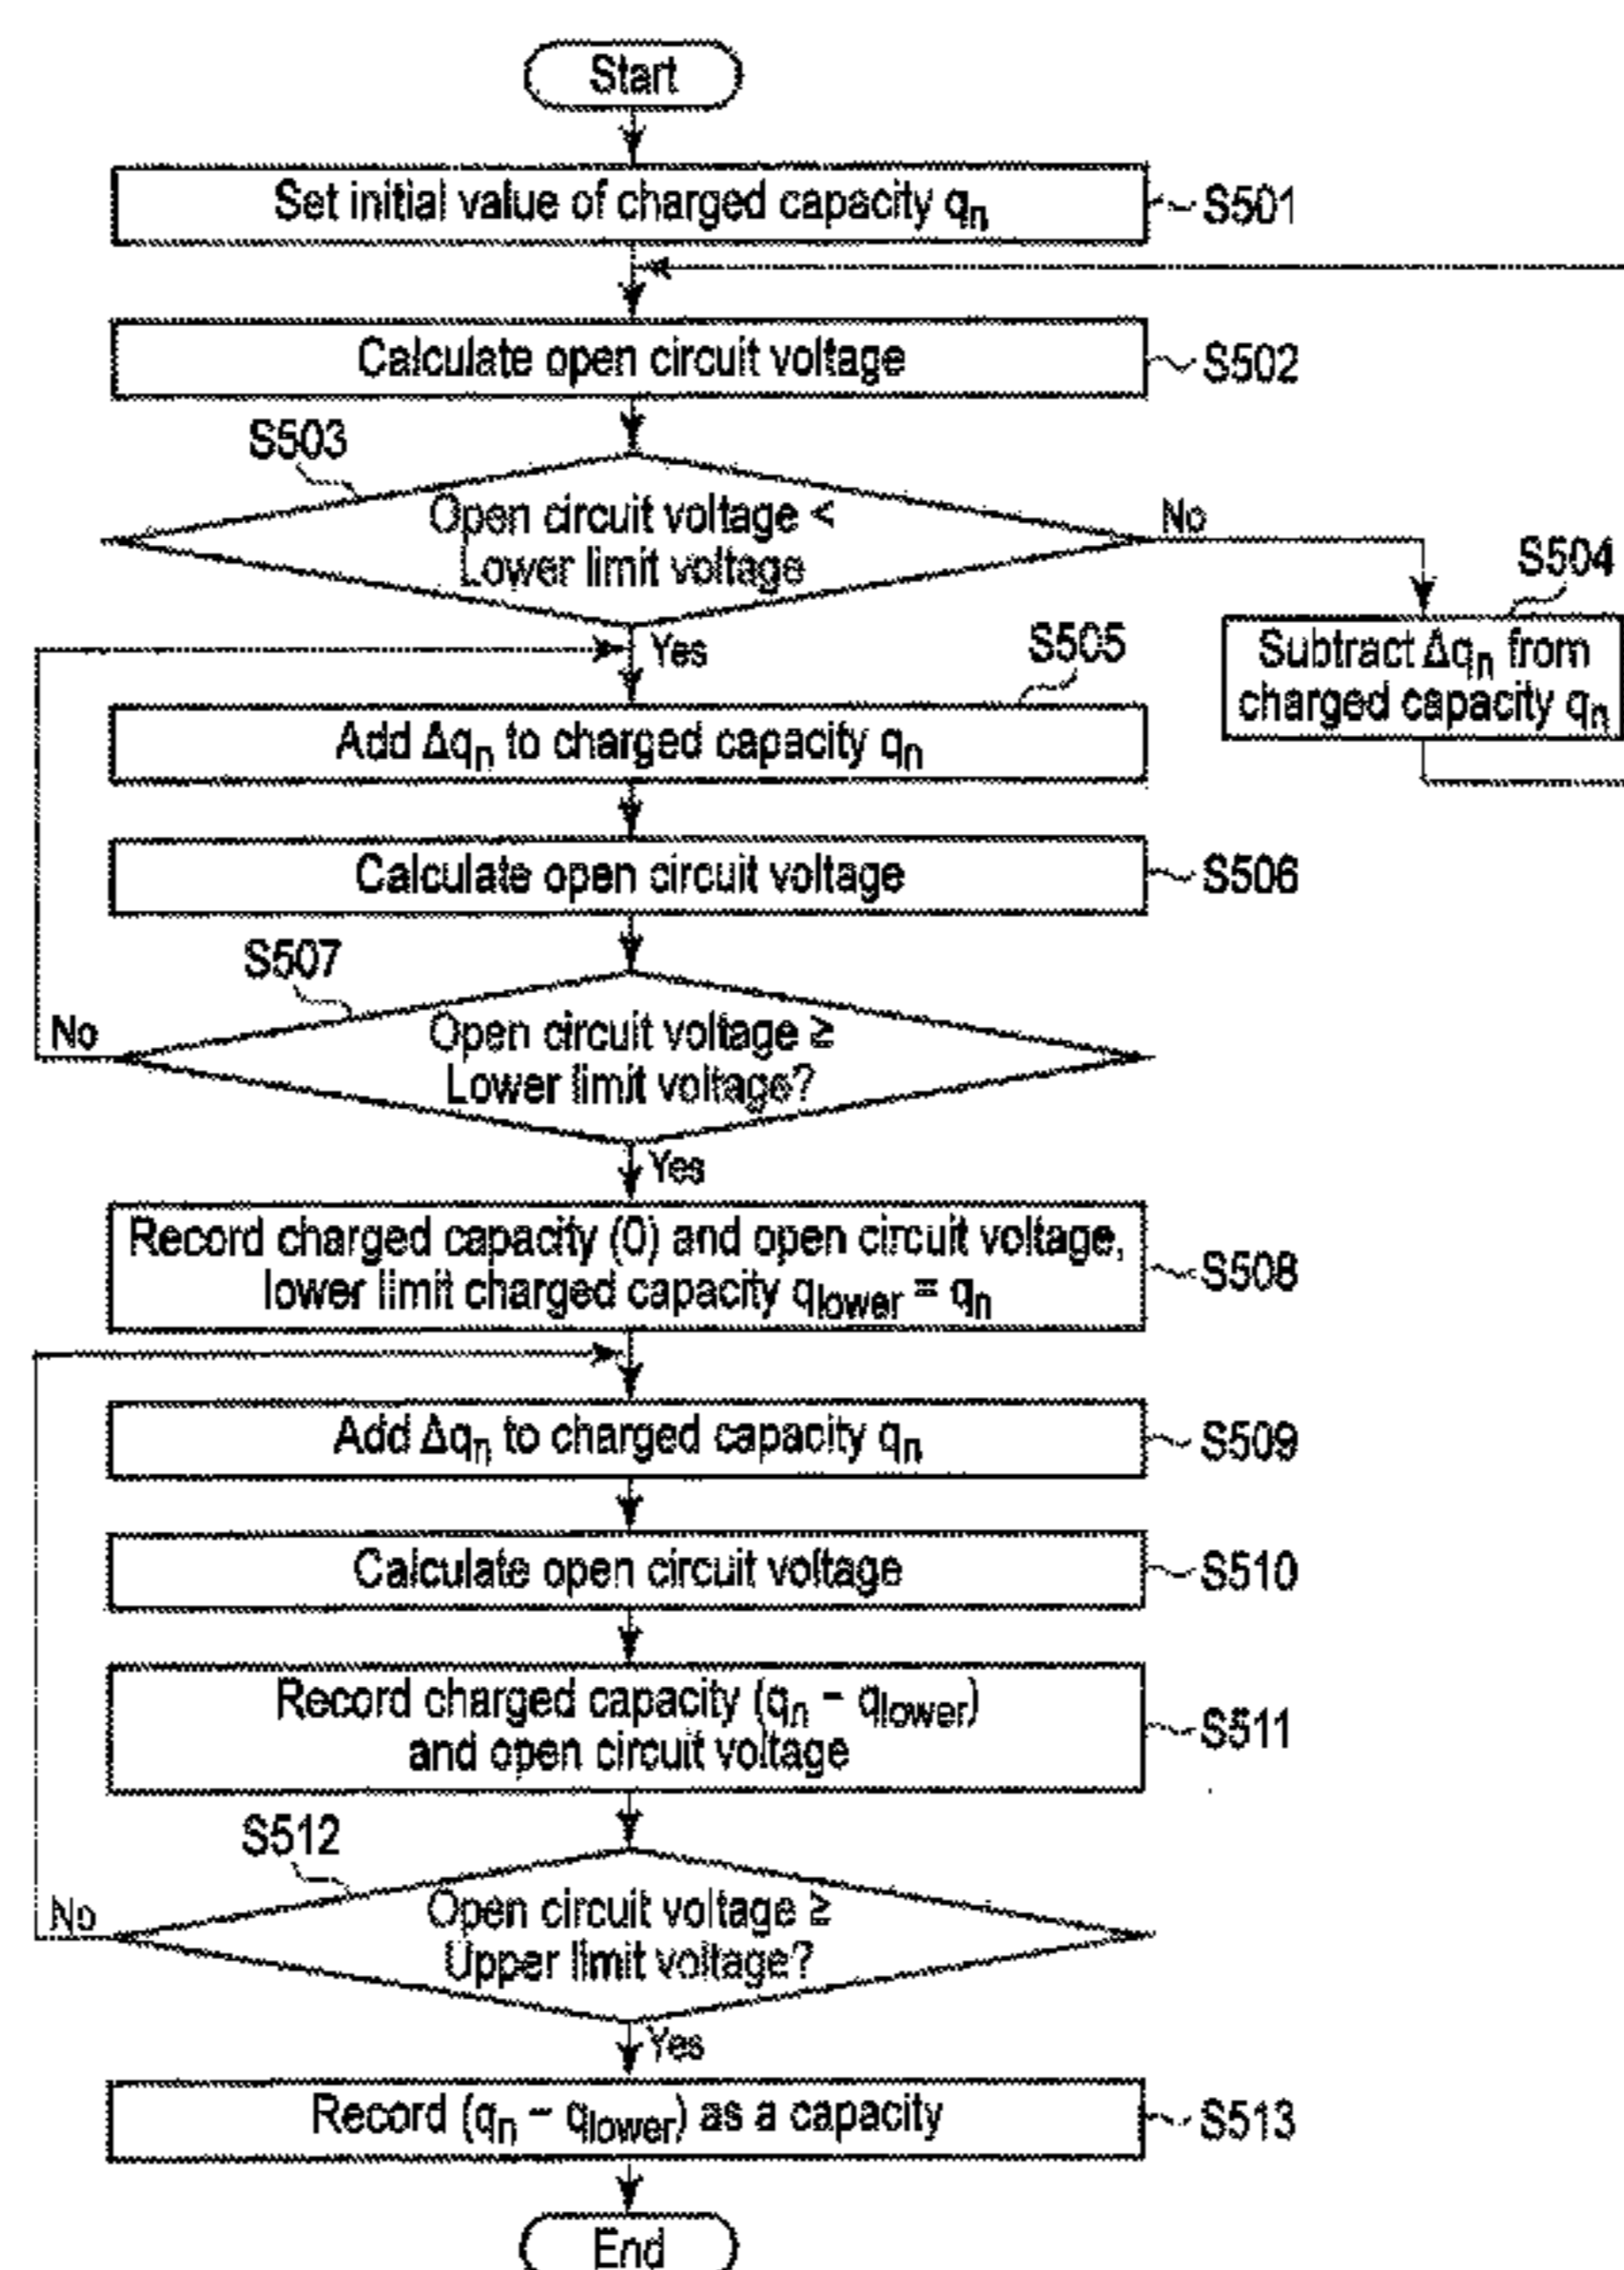 Start
Set initial value of charged capacity qn
S501
Calculate open circuit voltage
S502
S503
Open circuit voltage <
Lower limit voltage
No
S504
Subtract Δqn from
charged capacity qn
Yes
S505
Add Δqn to charged capacity qn
Calculate open circuit voltage
S506
S507
Open circuit voltage ≥
Lower limit voltage?
No
Yes
Record charged capacity (0) and open circuit voltage,
lower limit charged capacity qlower = qn
S508
Add Δqn to charged capacity qn
S509
Calculate open circuit voltage
S510
Record charged capacity (qn − qlower)
and open circuit voltage
S511
S512
Open circuit voltage ≥
Upper limit voltage?
No
Yes
Record (qn − qlower) as a capacity
S513
End